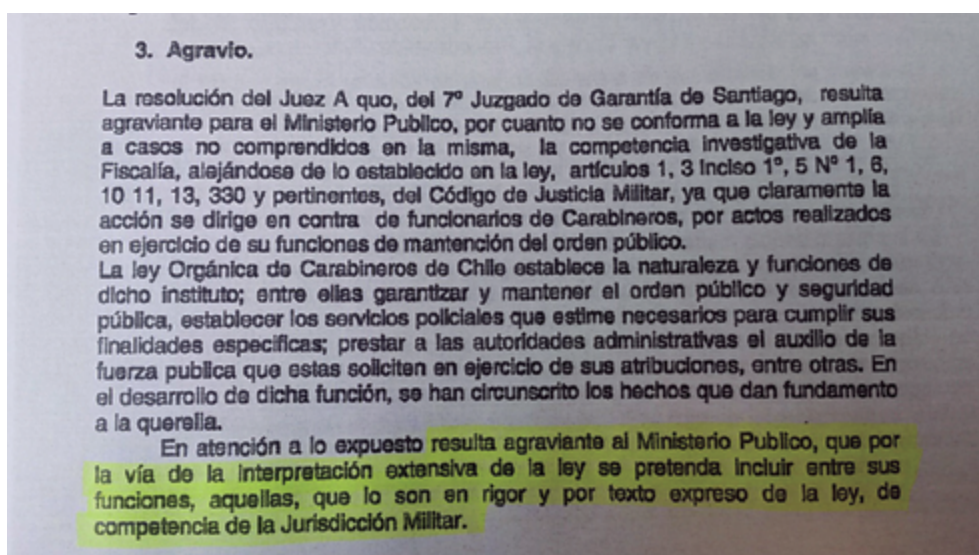 3. Agravio.
La resolución del Juez A quo, del 7º Juzgado de Garantía de Santiago, resulta
agraviante para el Ministerio Publico, por cuanto no se conforma a la ley y amplía
a casos no comprendidos en la misma, la competencia investigativa de la
Fiscalía, alejándose de lo establecido en la ley, artículos 1, 3 inciso 1º, 5 Nº 1, 6,
10 11, 13, 330 y pertinentes, del Código de Justicia Militar, ya que claramente la
acción se dirige en contra de funcionarios de Carabineros, por actos realizados
en ejercicio de su funciones de mantención del orden público.
La ley Orgánica de Carabineros de Chile establece la naturaleza y funciones de
dicho instituto; entre ellas garantizar y mantener el orden público y seguridad
pública, establecer los servicios policiales que estime necesarios para cumplir sus
finalidades especificas; prestar a las autoridades administrativas el auxilio de la
fuerza publica que estas soliciten en ejercicio de sus atribuciones, entre otras. En
el desarrollo de dicha función, se han circunscrito los hechos que dan fundamento
a la querella.
En atención a lo expuesto resulta agraviante al Ministerio Publico, que por
la vía de la interpretación extensiva de la ley se pretenda incluir entre sus
funciones, aquellas, que lo son en rigor y por texto expreso de la ley, de
competencia de la Jurisdicción Militar.